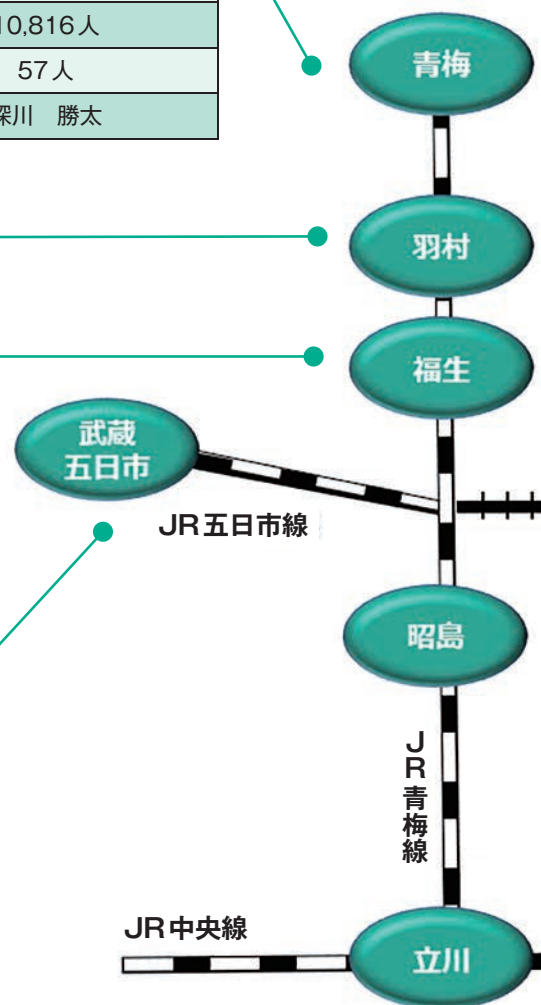 10,816人
57人
深川 勝太
青梅
羽村
福生
武蔵
五日市
JR五日市線
昭島
JR青梅線
JR中央線
立川